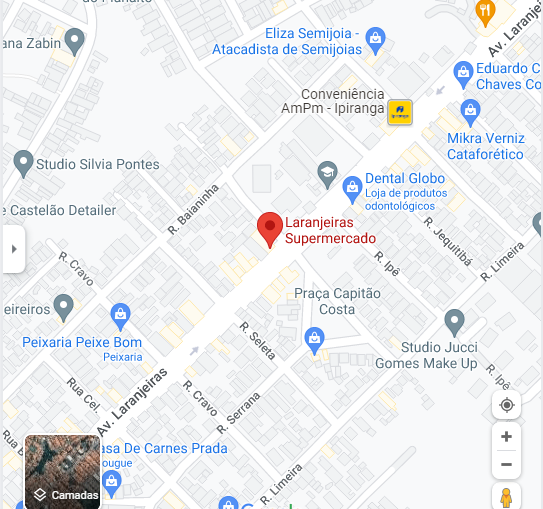 Eliza Semijoia -
Atacadista de Semijoias
Av. Laranjeiras
ana Zabin
Eduardo C
Chaves Co
Conveniência
AmPm - Ipiranga
Mikra Verniz
Cataforético
Studio Silvia Pontes
Dental Globo
Loja de produtos
odontológicos
R. Baianinha
e Castelão Detailer
Laranjeiras
Supermercado
R. Jequitibá
R. Limeira
R. Ipê
R. Cravo
Praça Capitão
Costa
eireiros
Peixaria Peixe Bom
Peixaria
R. Seleta
Studio Jucci
Gomes Make Up
R. Ipê
Rua Cel.
Av. Laranjeiras
R. Cravo
R. Serrana
asa De Carnes Prada
ougue
R. Limeira
Camadas